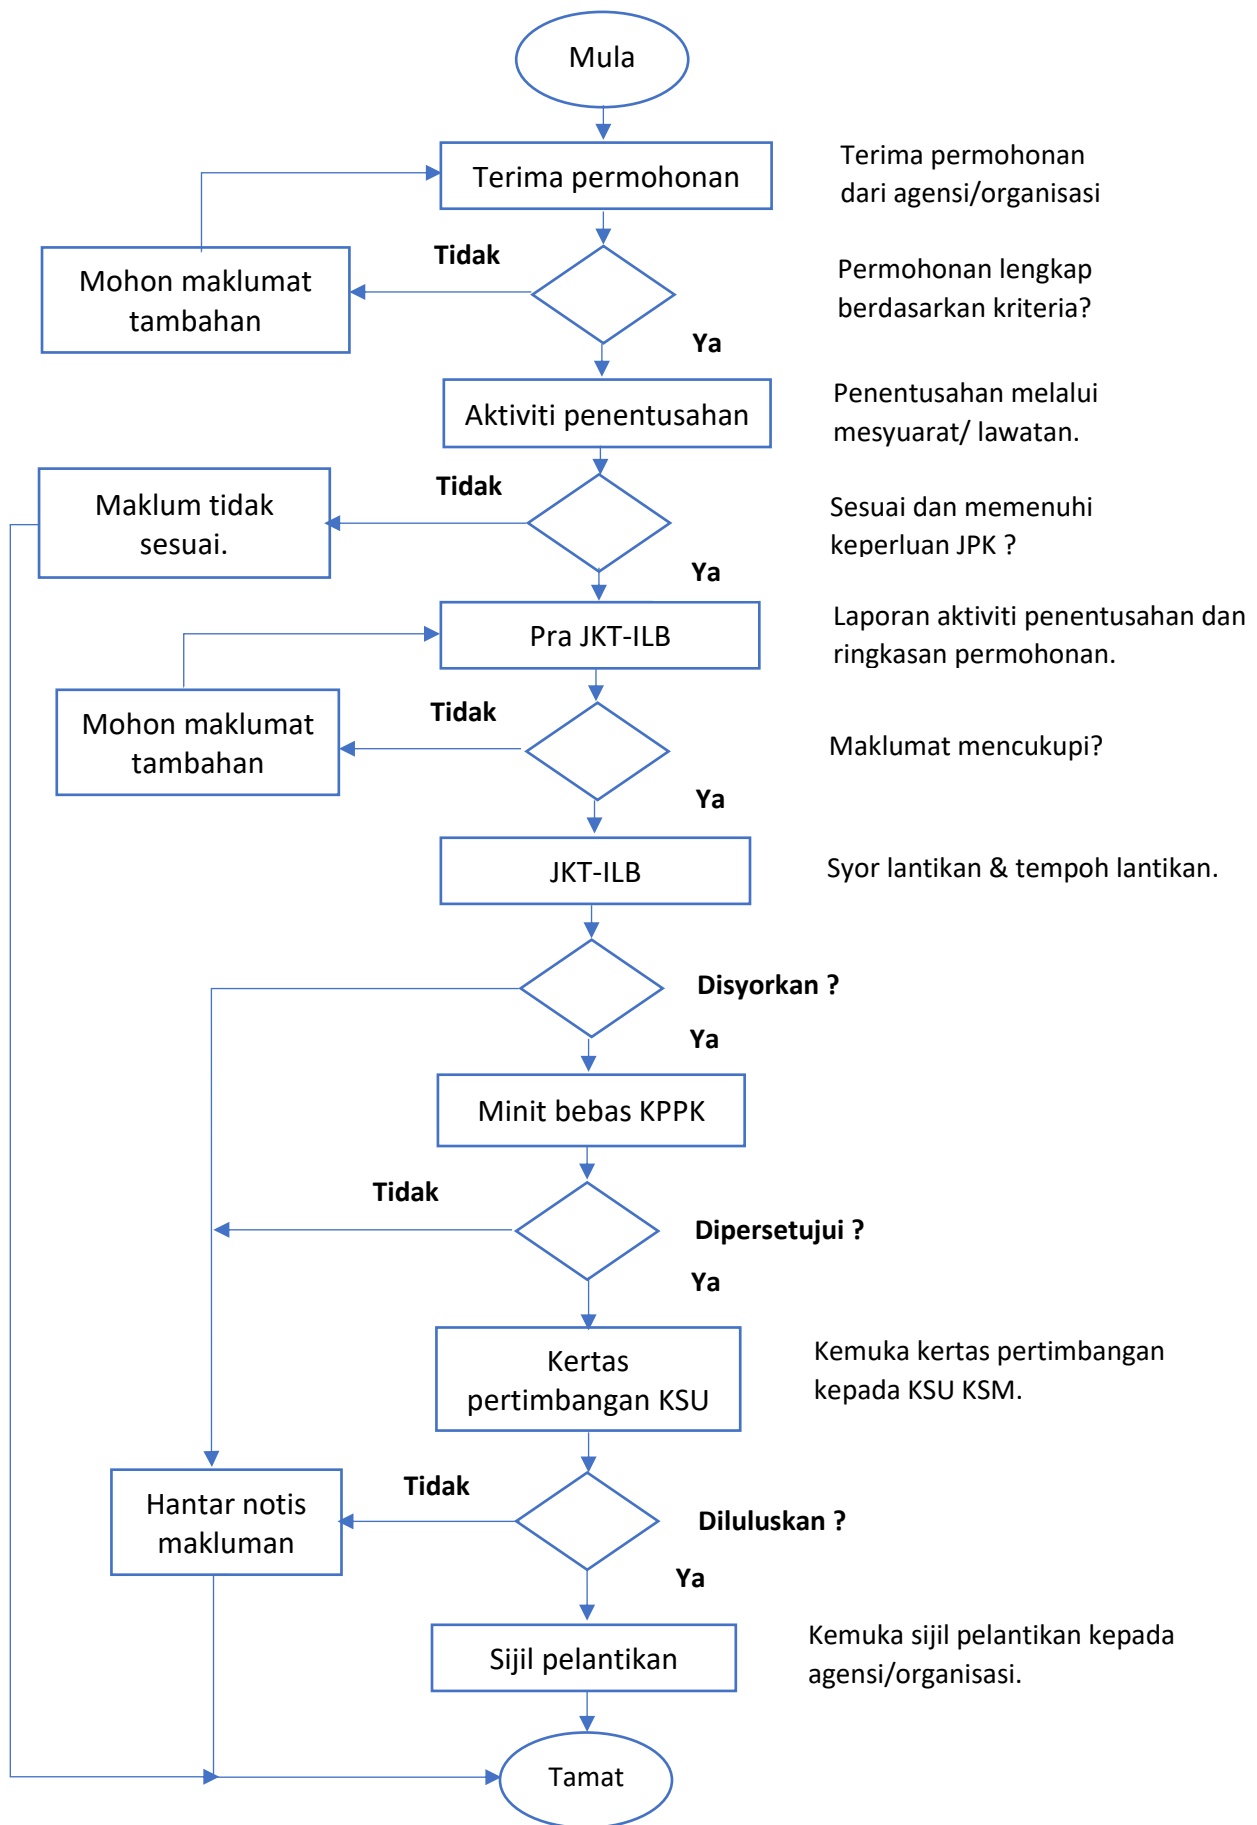 Mula
Terima permohonan
Terima permohonan
dari agensi/organisasi
Tidak
Mohon maklumat
tambahan
Permohonan lengkap
berdasarkan kriteria?
Ya
Aktiviti penentusahan
Penentusahan melalui
mesyuarat/ lawatan.
Tidak
Maklum tidak
sesuai.
Sesuai dan memenuhi
keperluan JPK ?
Ya
Pra JKT-ILB
Laporan aktiviti penentusahan dan
ringkasan permohonan.
Tidak
Mohon maklumat
tambahan
Maklumat mencukupi?
Ya
JKT-ILB
Syor lantikan & tempoh lantikan.
Disyorkan ?
Ya
Minit bebas KPPK
Tidak
Dipersetujui ?
Ya
Kertas
pertimbangan KSU
Kemuka kertas pertimbangan
kepada KSU KSM.
Tidak
Hantar notis
makluman
Diluluskan ?
Ya
Sijil pelantikan
Kemuka sijil pelantikan kepada
agensi/organisasi.
Tamat